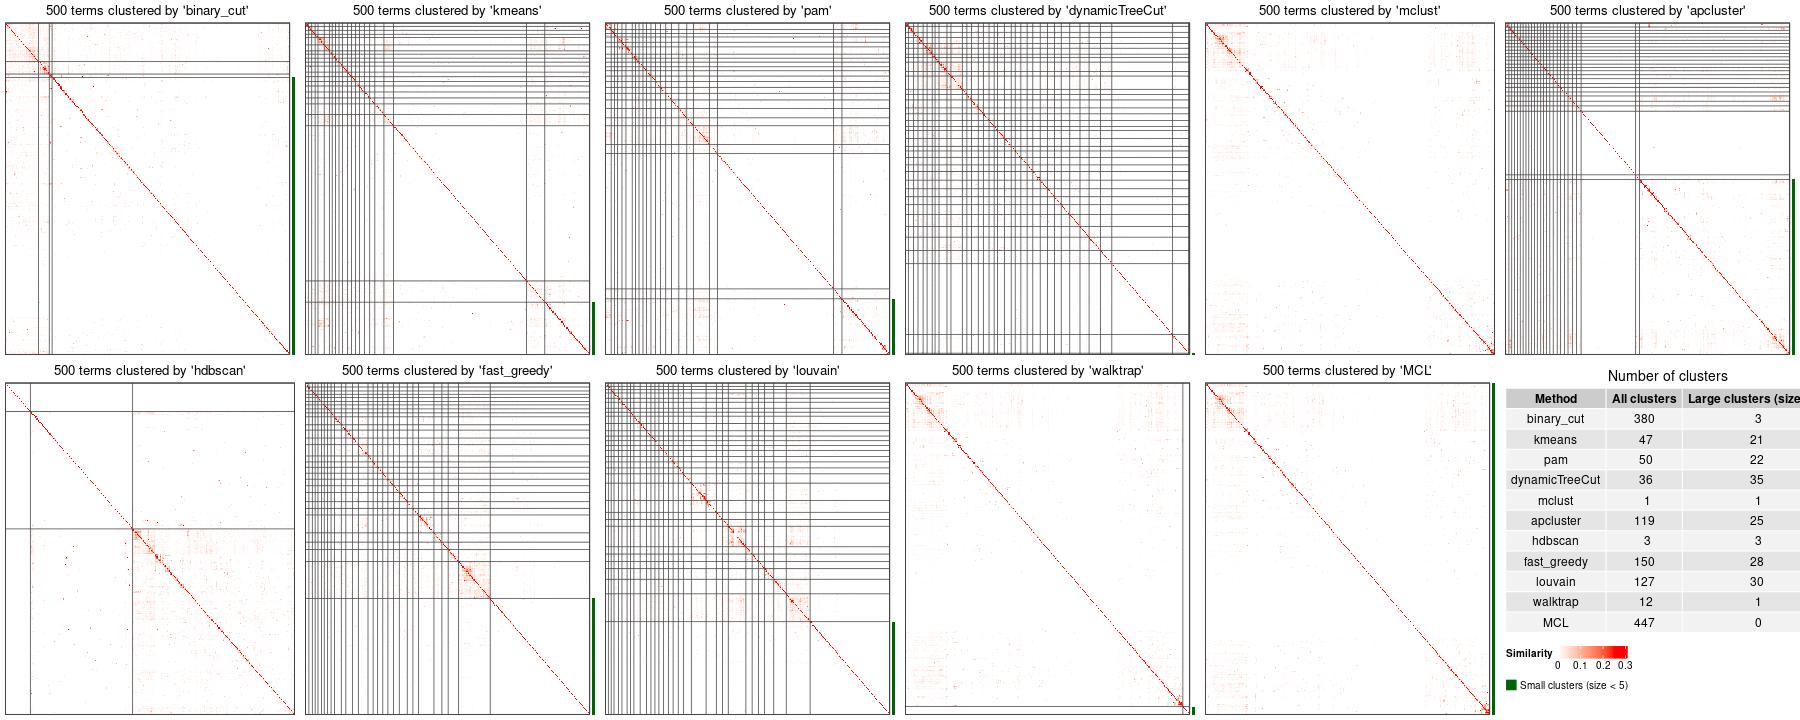 500 terms clustered by 'binary_cut'
500 terms clustered by 'kmeans'
500 terms clustered by 'pam'
500 terms clustered by 'dynamicTreeCut'
500 terms clustered by 'mclust'
500 terms clustered by 'apcluster'
500 terms clustered by 'hdbscan'
500 terms clustered by 'fast_greedy'
500 terms clustered by 'louvain'
500 terms clustered by 'walktrap'
500 terms clustered by 'MCL'
Number of clusters
Method All clusters Large clusters (size
binary_cut 380 3
kmeans 47 21
pam 50 22
dynamicTreeCut 36 35
mclust 1 1
apcluster 119 25
hdbscan 3 3
fast_greedy 150 28
louvain 127 30
walktrap 12 1
MCL 447 0
Similarity
0 0.1 0.2 0.3
Small clusters (size < 5)